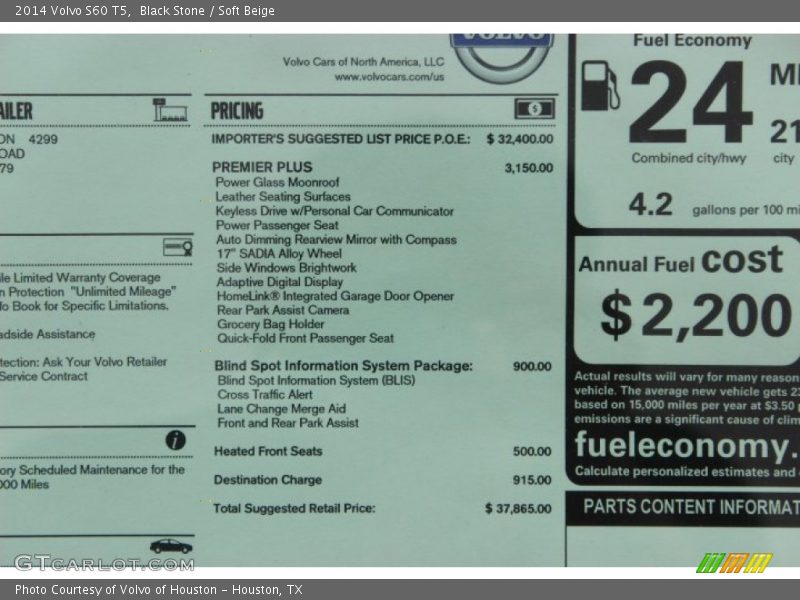 2014 Volvo S60 T5,  Black Stone / Soft Beige
Volvo Cars of North America, LLC
www.volvocars.com/us
VOLVO
AILER
ON 4299
OAD
79
ile Limited Warranty Coverage
n Protection "Unlimited Mileage"
fo Book for Specific Limitations.
adside Assistance
tection: Ask Your Volvo Retailer
Service Contract
ory Scheduled Maintenance for the
000 Miles
PRICING
IMPORTER'S SUGGESTED LIST PRICE P.O.E.: $ 32,400.00
PREMIER PLUS 3,150.00
Power Glass Moonroof
Leather Seating Surfaces
Keyless Drive w/Personal Car Communicator
Power Passenger Seat
Auto Dimming Rearview Mirror with Compass
17" SADIA Alloy Wheel
Side Windows Brightwork
Adaptive Digital Display
HomeLink® Integrated Garage Door Opener
Rear Park Assist Camera
Grocery Bag Holder
Quick-Fold Front Passenger Seat
Blind Spot Information System Package: 900.00
Blind Spot Information System (BLIS)
Cross Traffic Alert
Lane Change Merge Aid
Front and Rear Park Assist
Heated Front Seats 500.00
Destination Charge 915.00
Total Suggested Retail Price: $ 37,865.00
Fuel Economy
24 MI
21
Combined city/hwy city
4.2 gallons per 100 mi
Annual Fuel cost
$2,200
Actual results will vary for many reason
vehicle. The average new vehicle gets 23
based on 15,000 miles per year at $3.50 p
emissions are a significant cause of clim
fueleconomy.
Calculate personalized estimates and
PARTS CONTENT INFORMAT
GTCARLOT.COM
Photo Courtesy of Volvo of Houston - Houston, TX